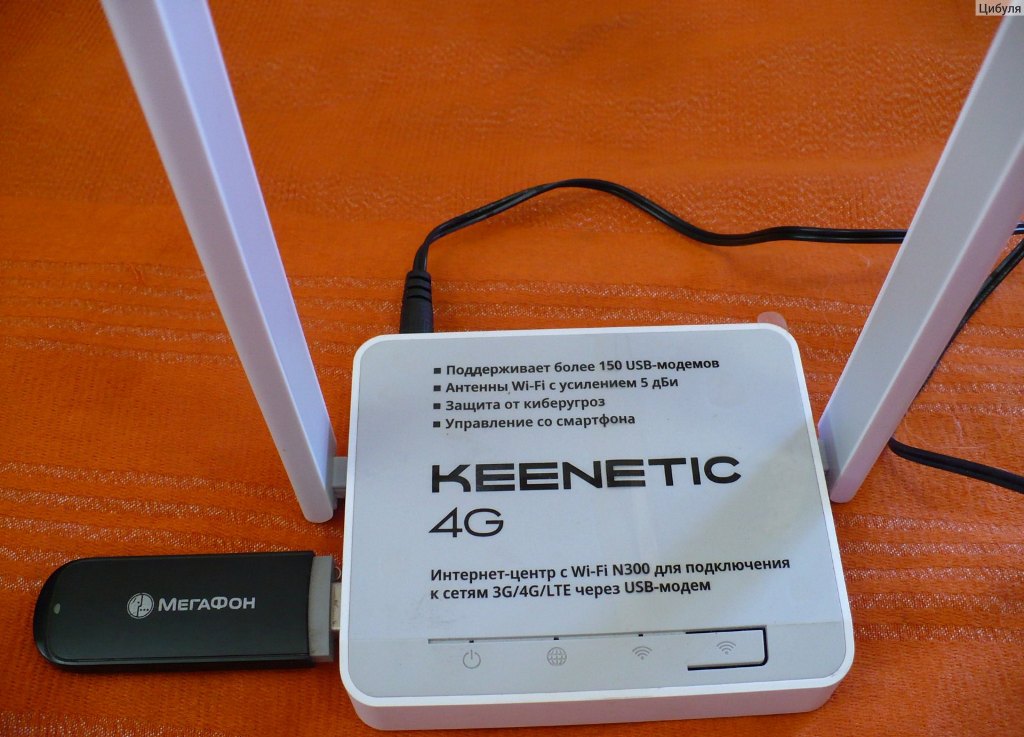 Цибуля
▪ Поддерживает более 150 USB-модемов
▪ Антенны Wi-Fi с усилением 5 дБи
▪ Защита от киберугроз
▪ Управление со смартфона
KEENETIC
4G
Интернет-центр с Wi-Fi N300 для подключения
к сетям 3G/4G/LTE через USB-модем
МЕГАФОН